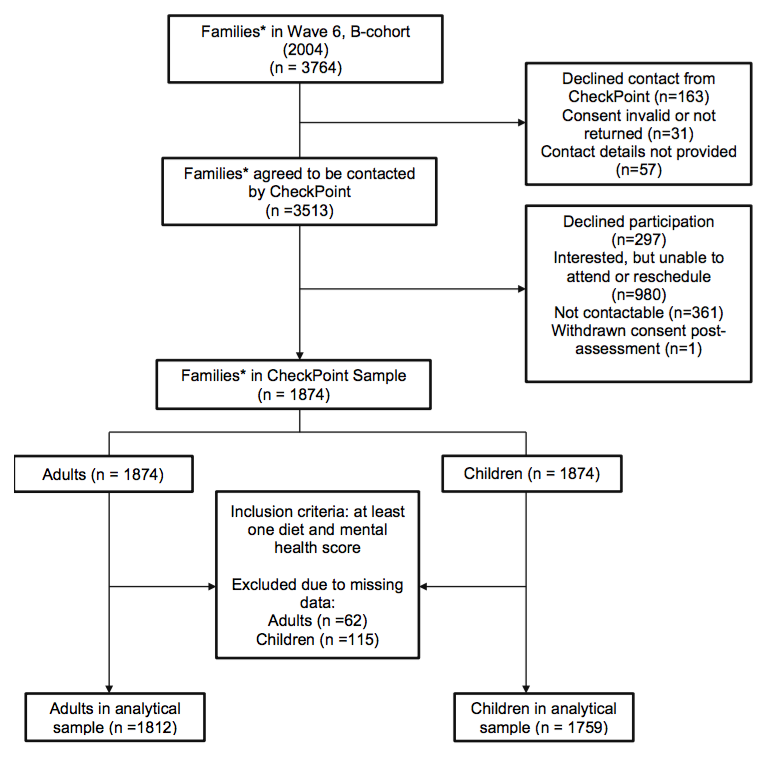 Families* in Wave 6, B-cohort
(2004)
(n = 3764)
Declined contact from
CheckPoint (n=163)
Consent invalid or not
returned (n=31)
Contact details not provided
(n=57)
Families* agreed to be contacted
by CheckPoint
(n =3513)
Declined participation
(n=297)
Interested, but unable to
attend or reschedule
(n=980)
Not contactable (n=361)
Withdrawn consent post-
assessment (n=1)
Families* in CheckPoint Sample
(n = 1874)
Adults (n = 1874)
Children (n = 1874)
Inclusion criteria: at least
one diet and mental
health score
Excluded due to missing
data:
Adults (n =62)
Children (n =115)
Adults in analytical
sample (n =1812)
Children in analytical
sample (n = 1759)